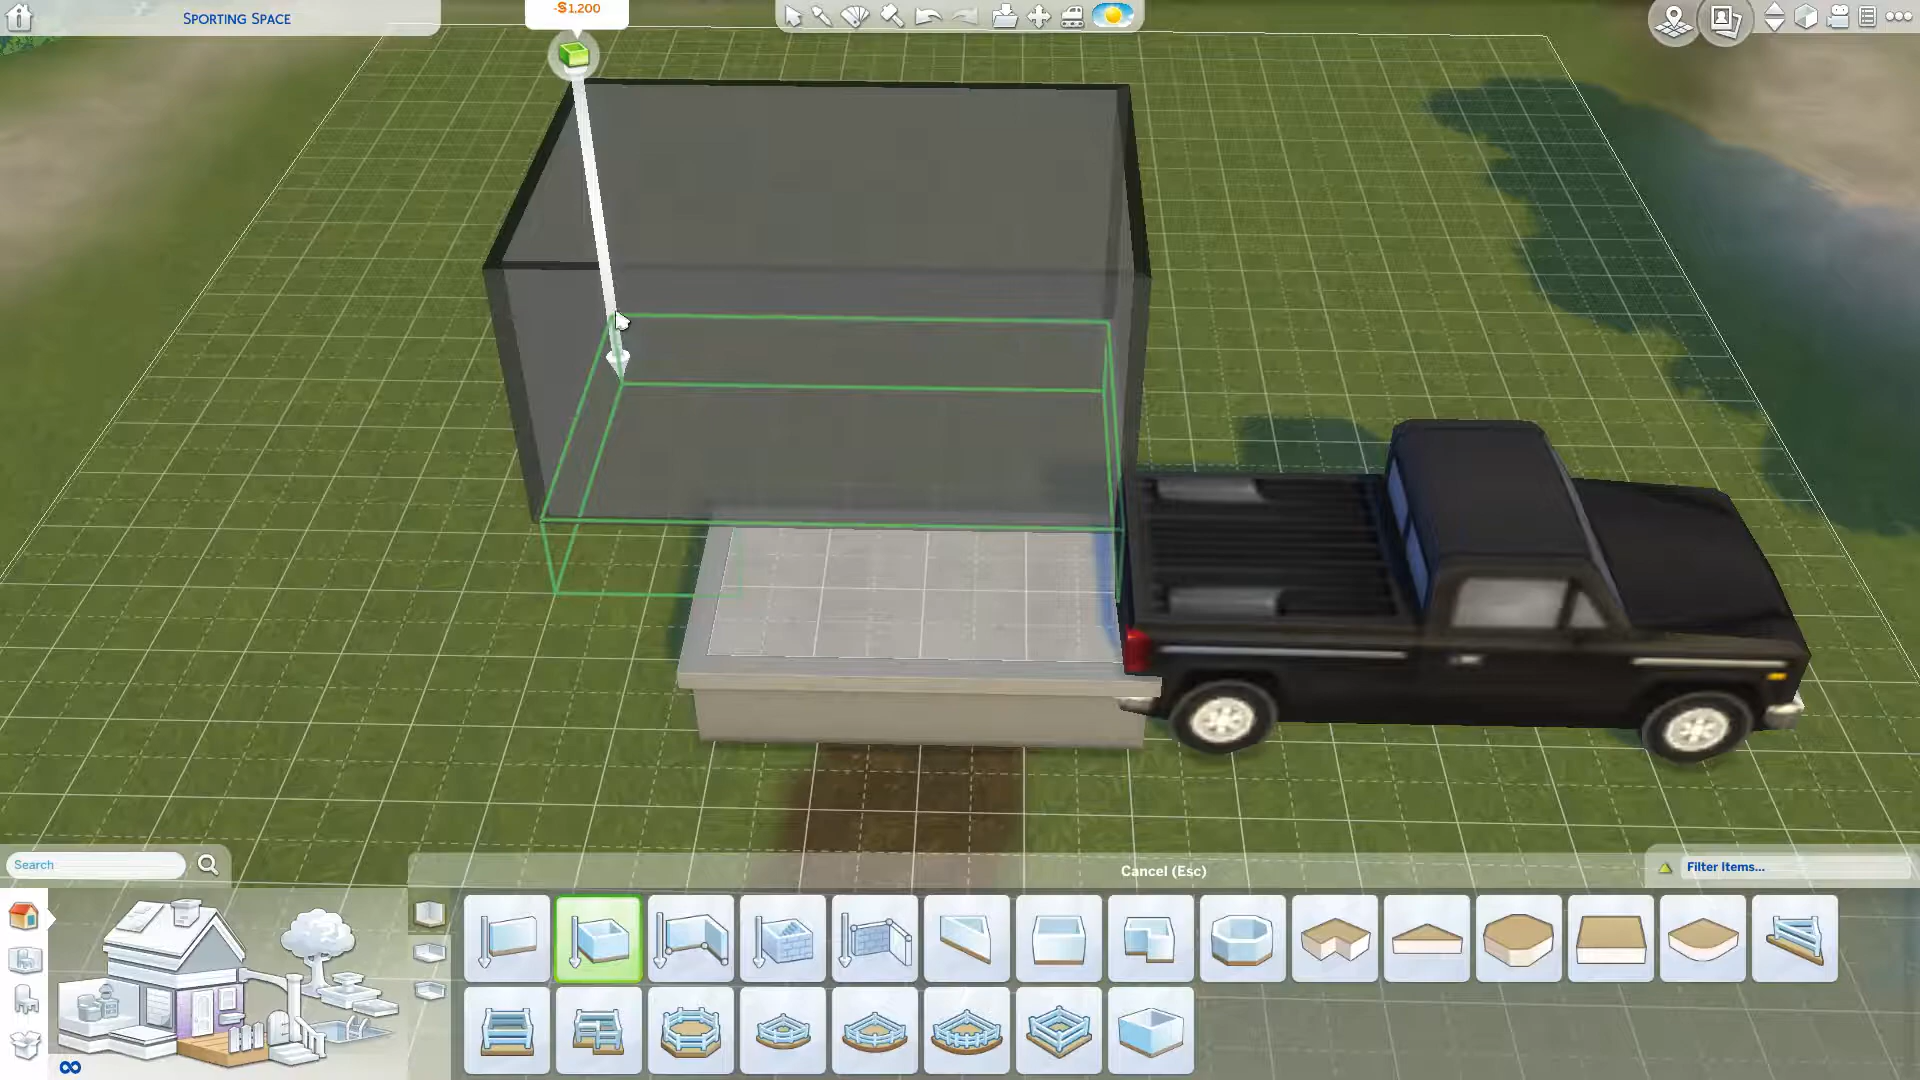 SPORTING SPACE
-§1,200
Cancel (Esc)
Search
Filter Items...